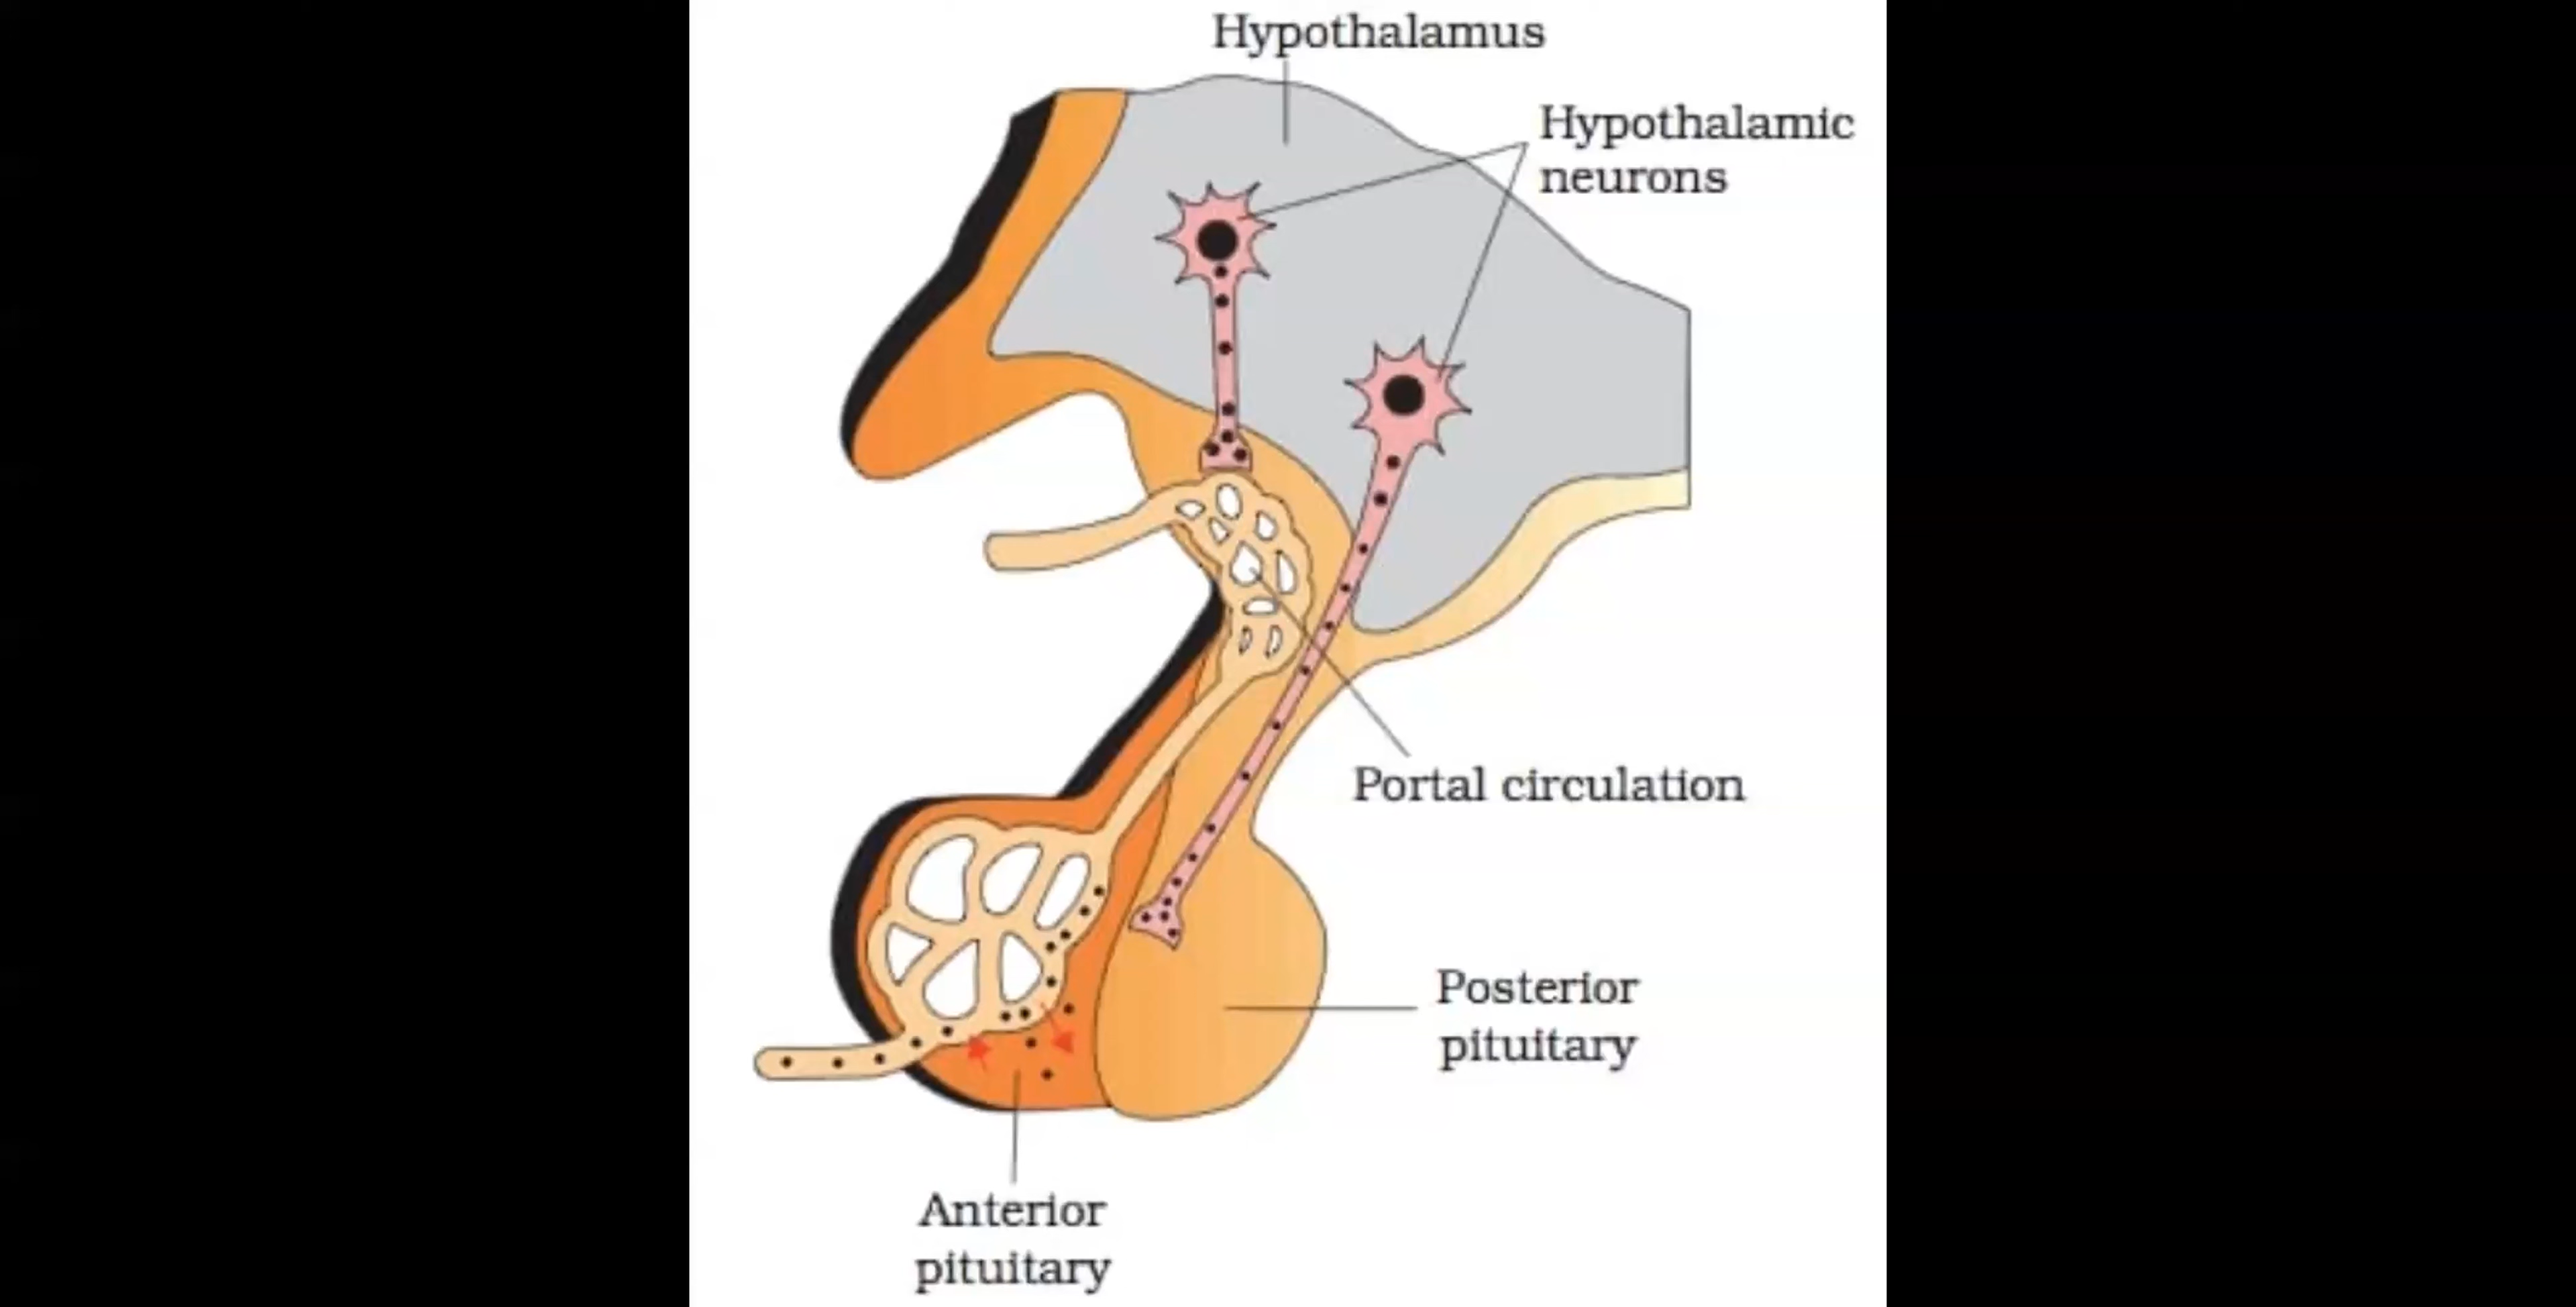 Hypothalamus
Hypothalamic
neurons
Portal circulation
Posterior
pituitary
Anterior
pituitary